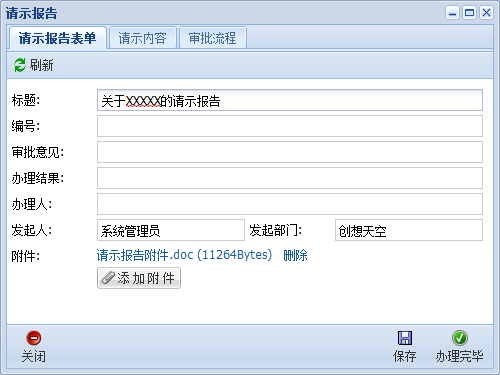 请示报告
请示报告表单 请示内容 审批流程
刷新
标题: 关于XXXXX的请示报告
编号:
审批意见:
办理结果:
办理人:
发起人: 系统管理员 发起部门: 创想天空
附件: 请示报告附件.doc (11264Bytes) 删除
添加附件
关闭 保存 办理完毕